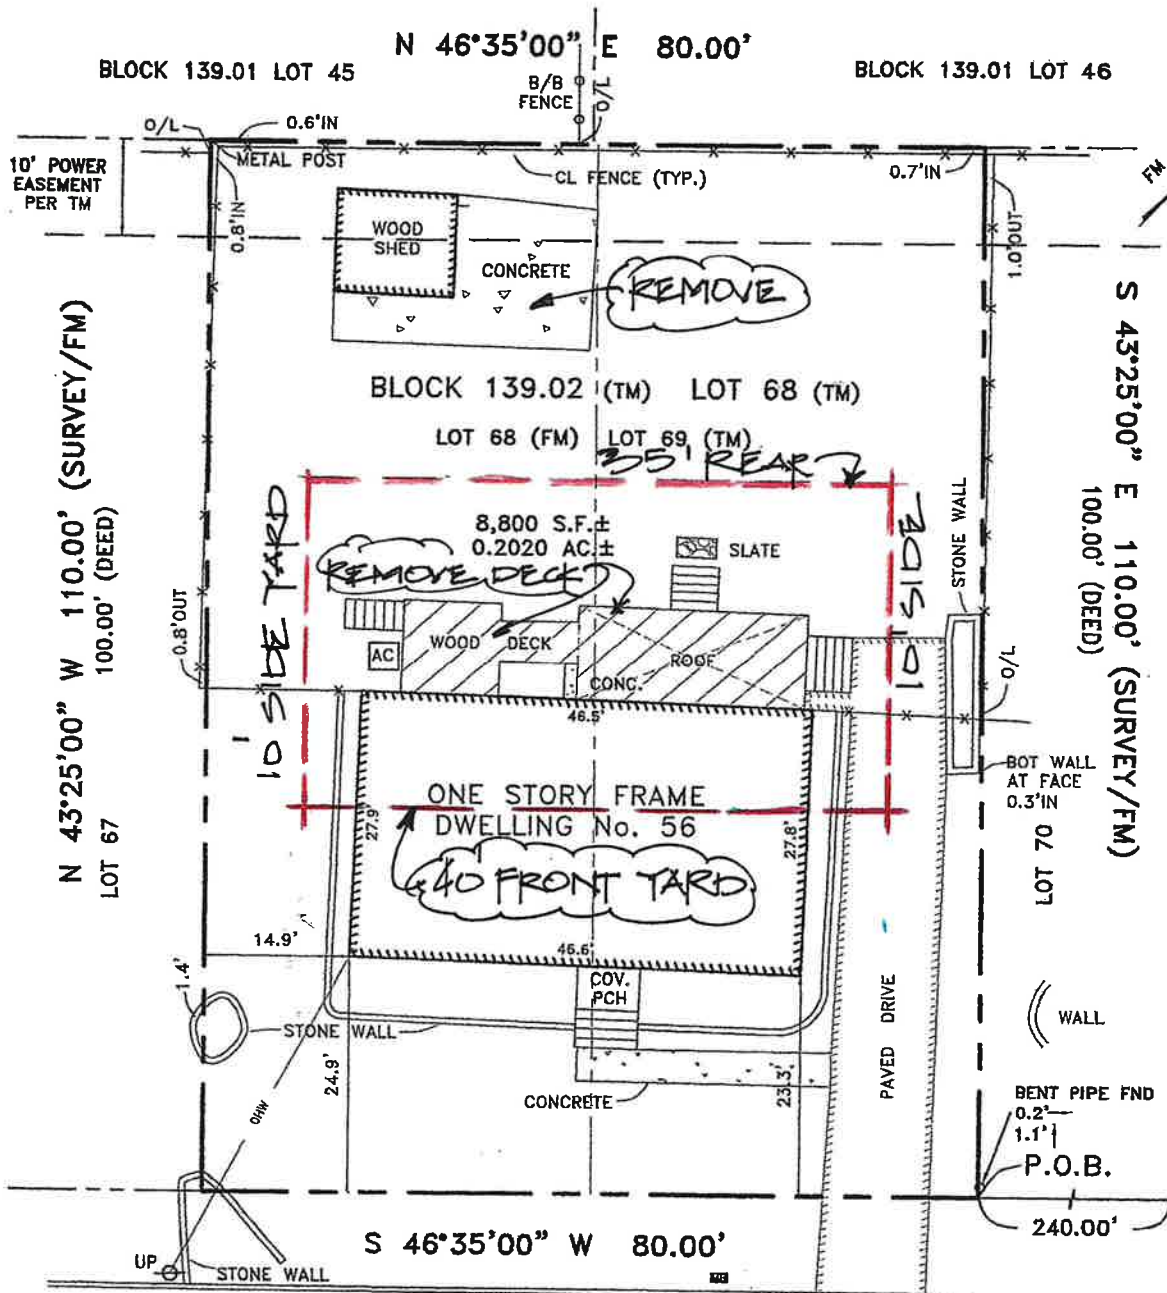 N 46°35'00" E 80.00'
BLOCK 139.01 LOT 45
BLOCK 139.01 LOT 46
B/B
FENCE
O/L
O/L
0.6'IN
METAL POST
CL FENCE (TYP.)
0.7'IN
10' POWER
EASEMENT
PER TM
FM
0.8'IN
1.0'OUT
WOOD
SHED
CONCRETE
REMOVE
BLOCK 139.02 (TM) LOT 68 (TM)
LOT 68 (FM) LOT 69 (TM)
35' REAR
N 43°25'00" W 110.00' (SURVEY/FM)
100.00' (DEED)
LOT 67
S 43°25'00" E 110.00' (SURVEY/FM)
100.00' (DEED)
LOT 70
10' SIDE YARD
10' SIDE
STONE WALL
8,800 S.F.±
0.2020 AC.±
REMOVE DECK
SLATE
0.8'OUT
AC
WOOD DECK
ROOF
CONC.
O/L
46.5'
BOT WALL
AT FACE
0.3'IN
ONE STORY FRAME
DWELLING No. 56
27.9'
27.8'
40 FRONT YARD
14.9'
46.6'
1.4'
COV.
PCH
STONE WALL
WALL
PAVED DRIVE
24.9'
23.3'
CONCRETE
OHW
BENT PIPE FND
0.2'
1.1'
P.O.B.
240.00'
S 46°35'00" W 80.00'
UP
STONE WALL